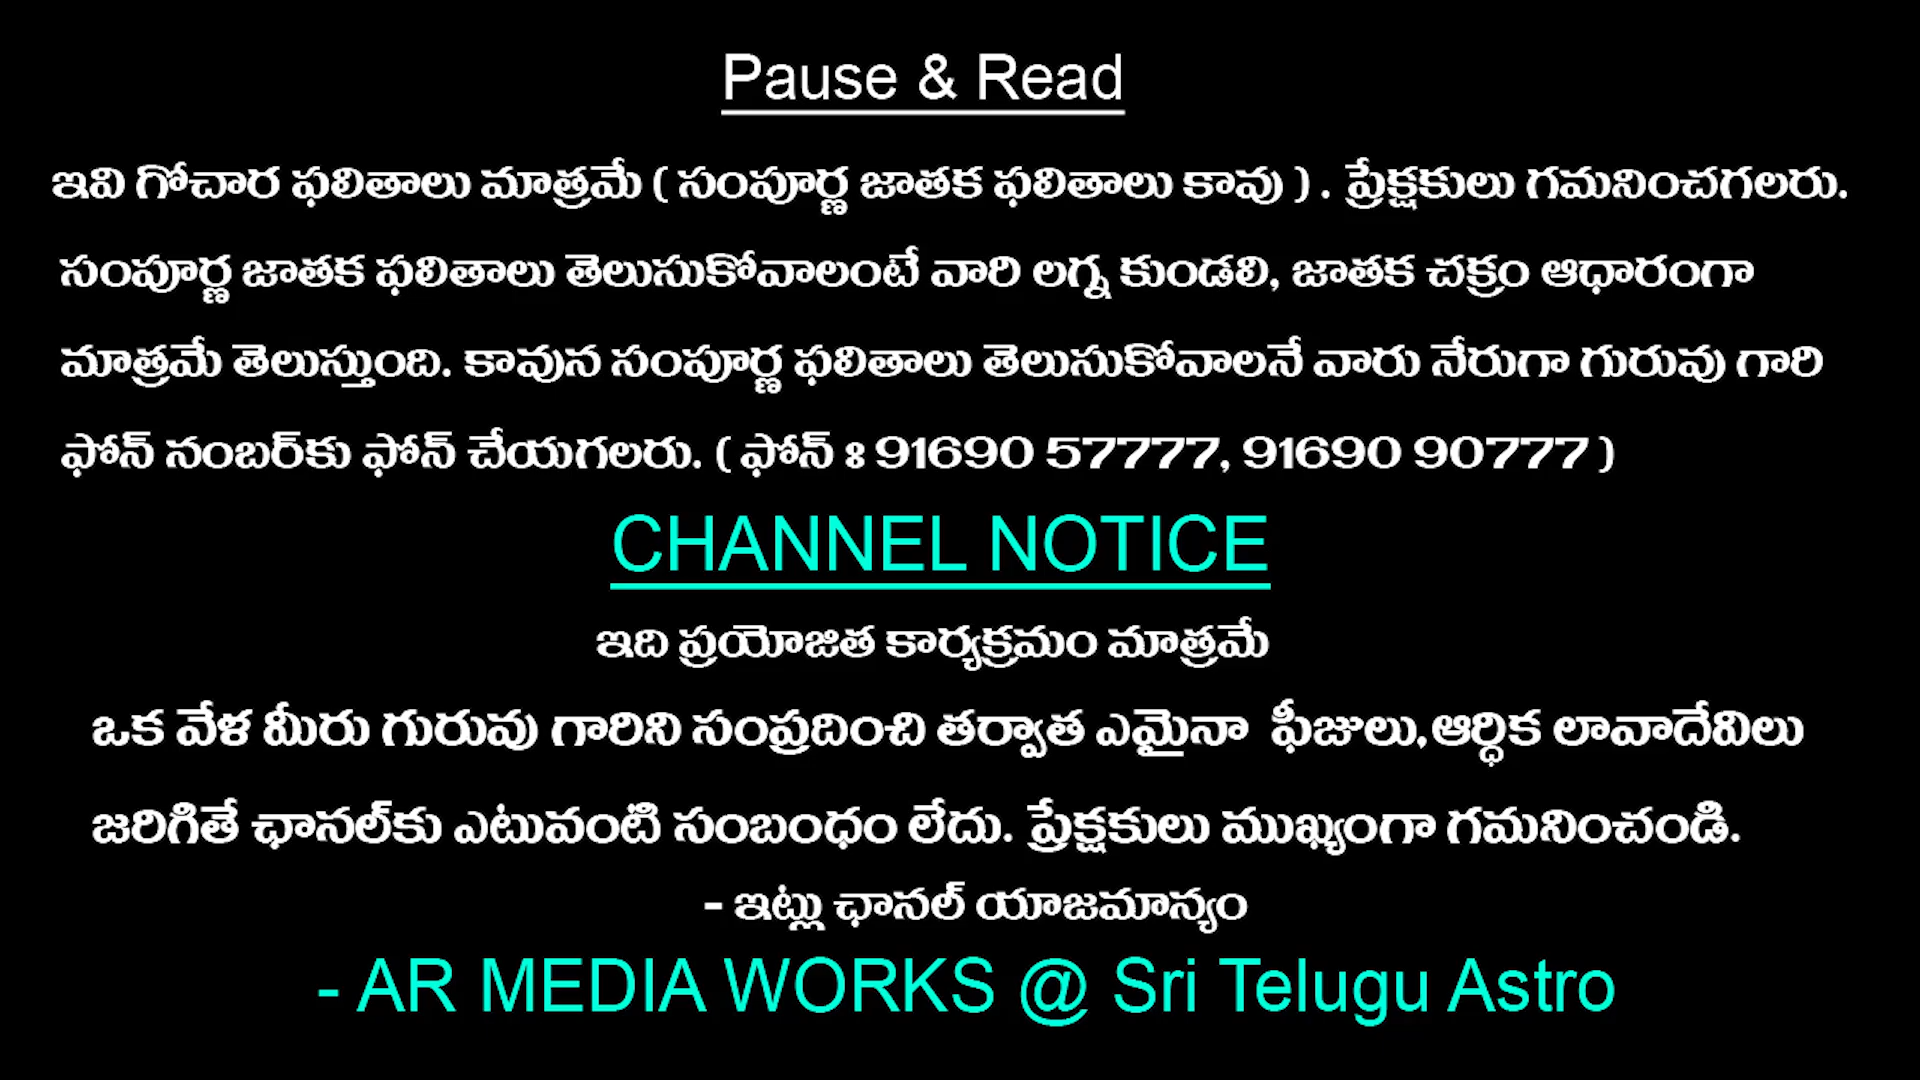 Pause & Read
ఇవి గోచార ఫలితాలు మాత్రమే ( సంపూర్ణ జాతక ఫలితాలు కావు ) . ప్రేక్షకులు గమనించగలరు.
సంపూర్ణ జాతక ఫలితాలు తెలుసుకోవాలంటే వారి లగ్న కుండలి, జాతక చక్రం ఆధారంగా
మాత్రమే తెలుస్తుంది. కావున సంపూర్ణ ఫలితాలు తెలుసుకోవాలనే వారు నేరుగా గురువు గారి
ఫోన్ నంబర్‌కు ఫోన్ చేయగలరు. ( ఫోన్ : 91690 57777, 91690 90777 )
CHANNEL NOTICE
ఇది ప్రయోజిత కార్యక్రమం మాత్రమే
ఒక వేళ మీరు గురువు గారిని సంప్రదించి తర్వాత ఎమైనా ఫీజులు,ఆర్ధిక లావాదేవిలు
జరిగితే ఛానల్‌కు ఎటువంటి సంబంధం లేదు. ప్రేక్షకులు ముఖ్యంగా గమనించండి.
- ఇట్లు ఛానల్ యాజమాన్యం
- AR MEDIA WORKS @ Sri Telugu Astro